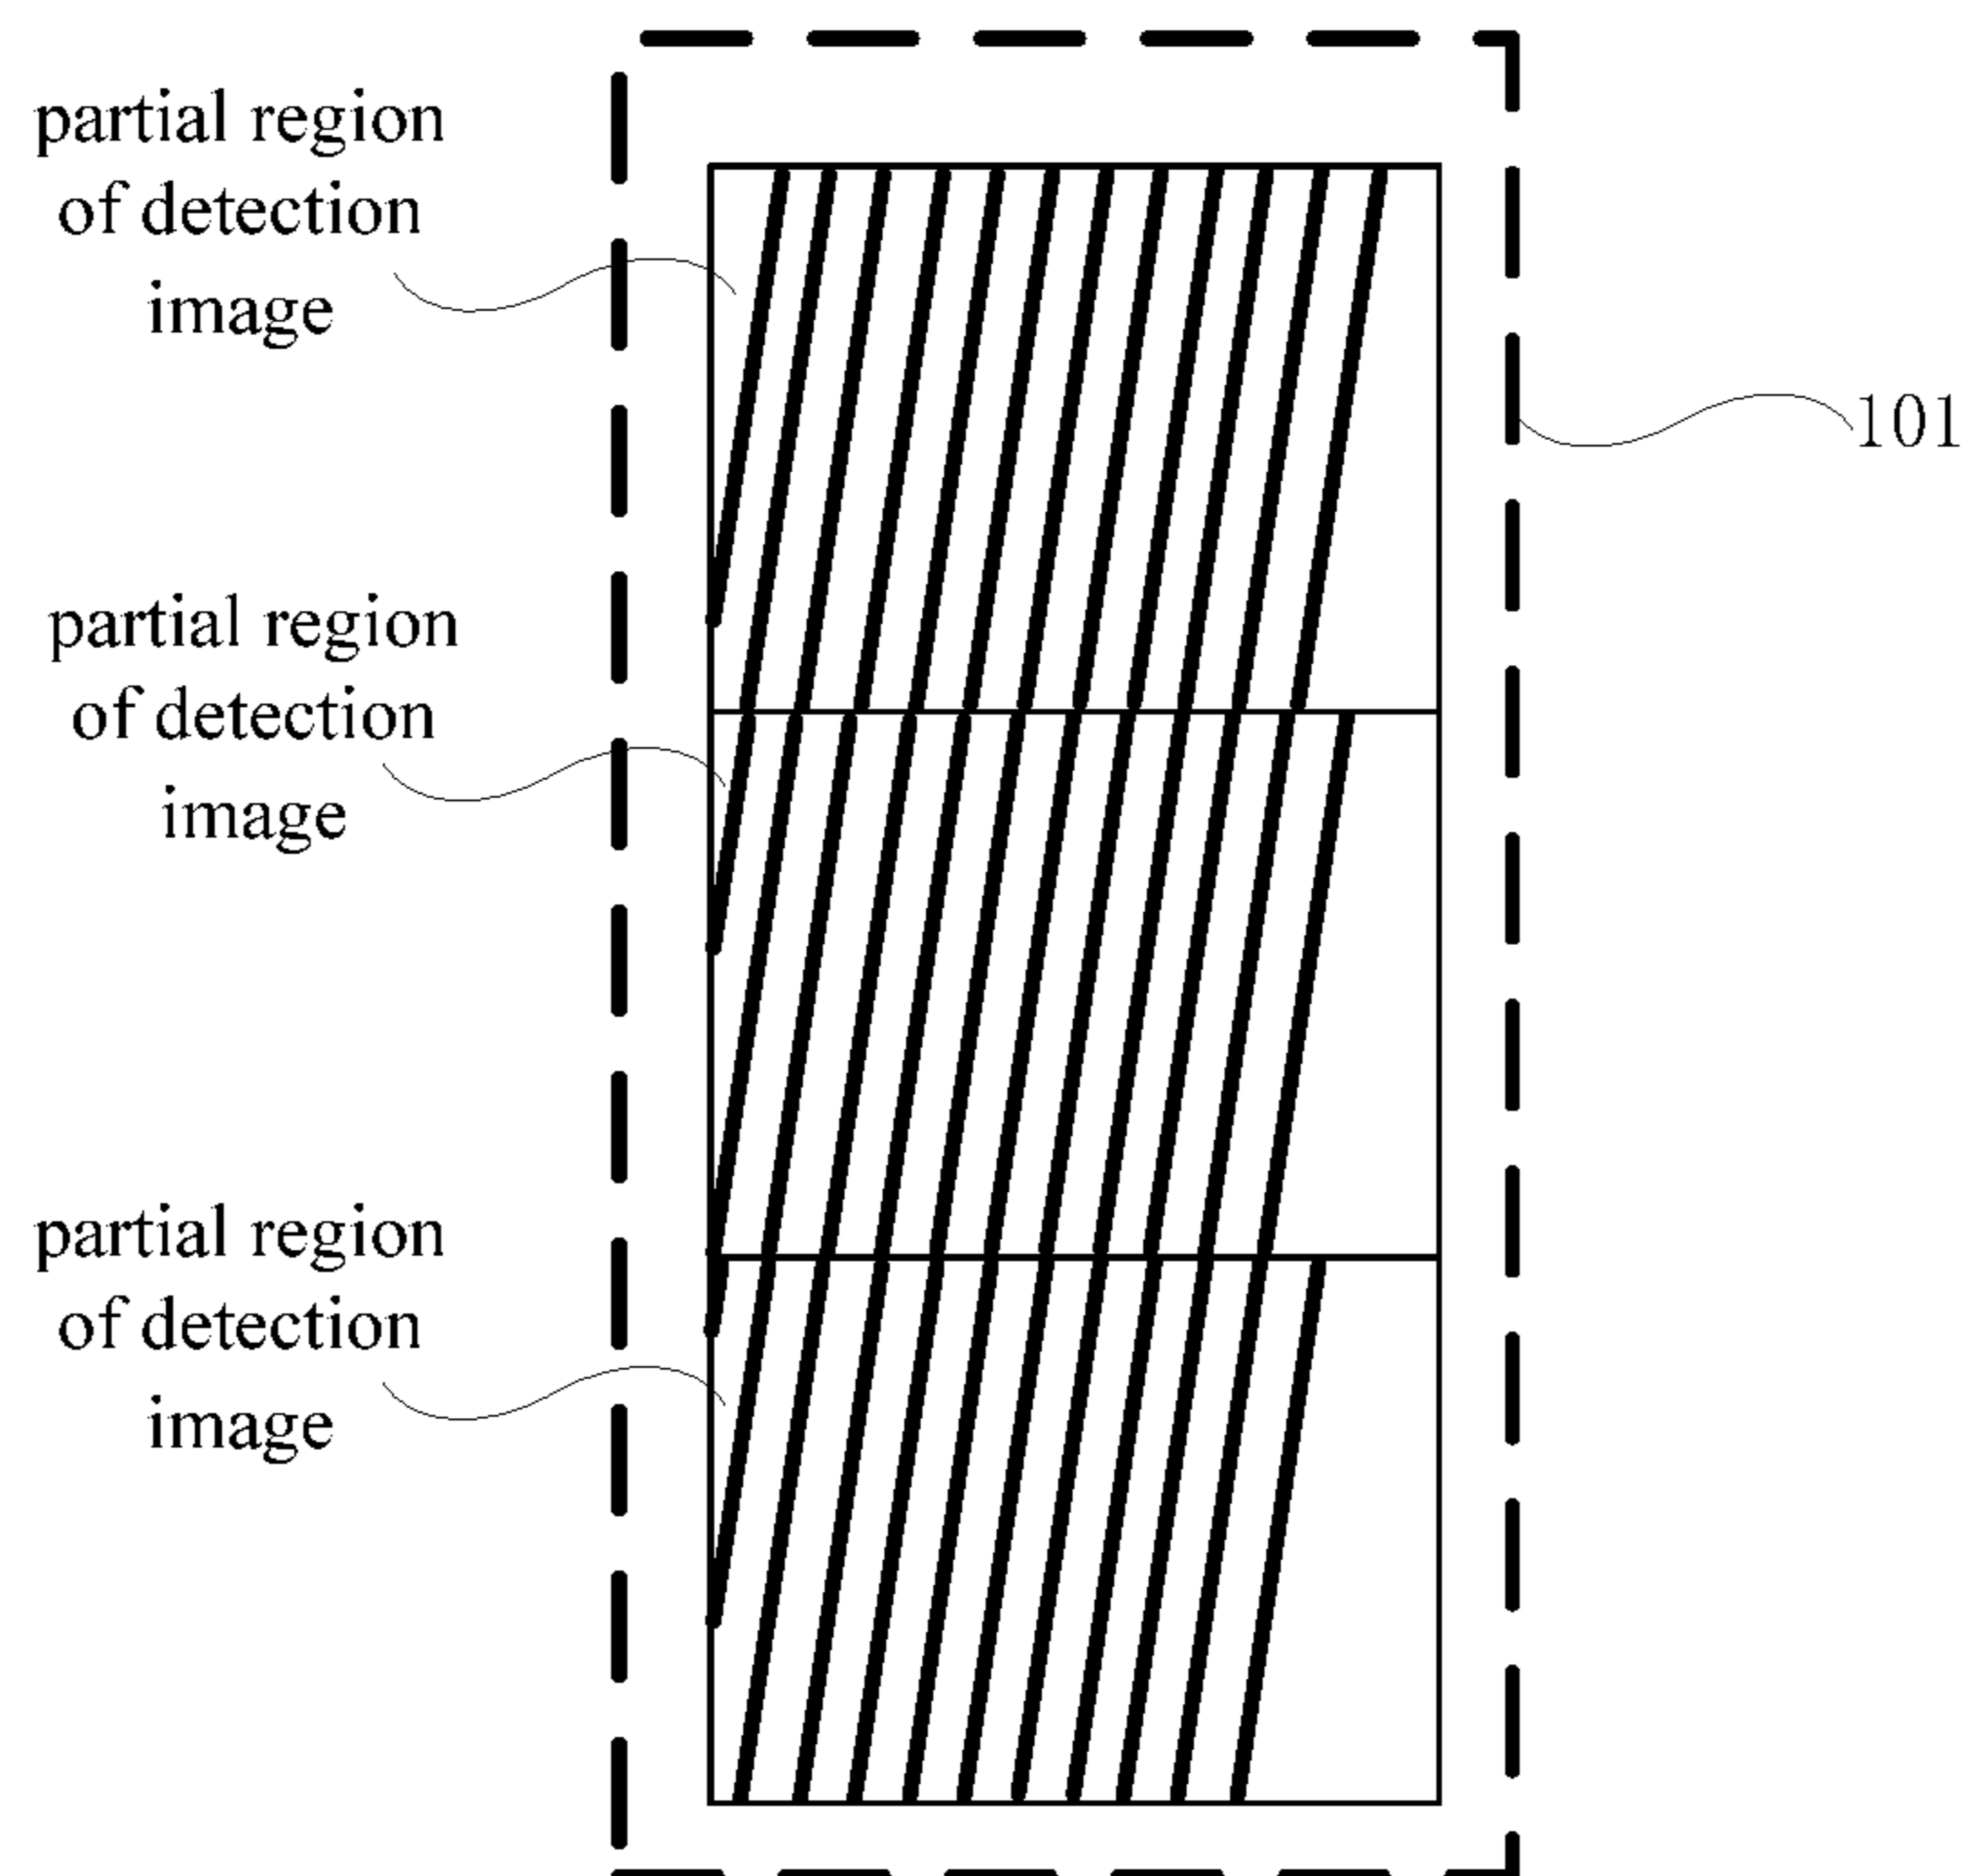 partial region
of detection
image
101
partial region
of detection
image
partial region
of detection
image